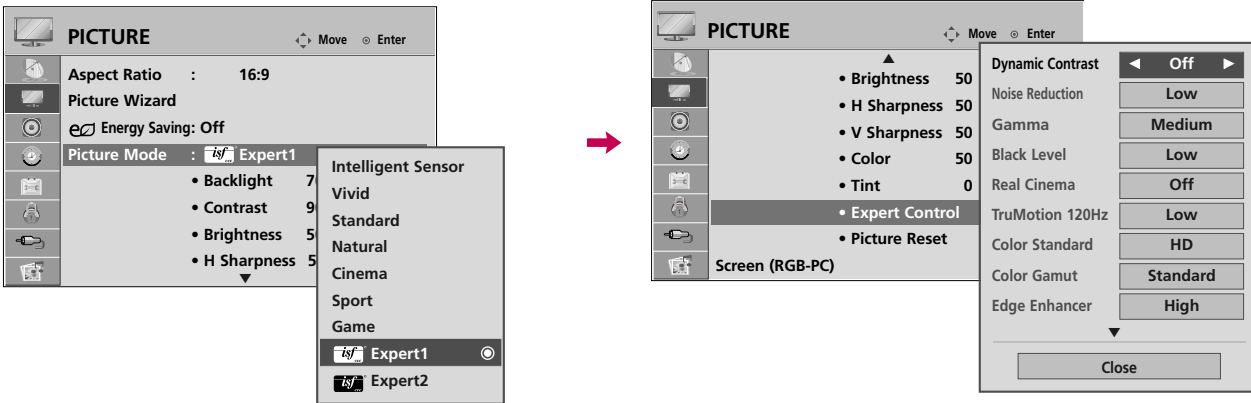 PICTURE
Move Enter
Aspect Ratio : 16:9
Picture Wizard
Energy Saving: Off
Picture Mode : isf Expert1
• Backlight 7
• Contrast 9
• Brightness 5
• H Sharpness 5
Intelligent Sensor
Vivid
Standard
Natural
Cinema
Sport
Game
isf Expert1
isf Expert2
PICTURE
Move Enter
• Brightness 50
• H Sharpness 50
• V Sharpness 50
• Color 50
• Tint 0
• Expert Control
• Picture Reset
Screen (RGB-PC)
Dynamic Contrast Off
Noise Reduction Low
Gamma Medium
Black Level Low
Real Cinema Off
TruMotion 120Hz Low
Color Standard HD
Color Gamut Standard
Edge Enhancer High
Close